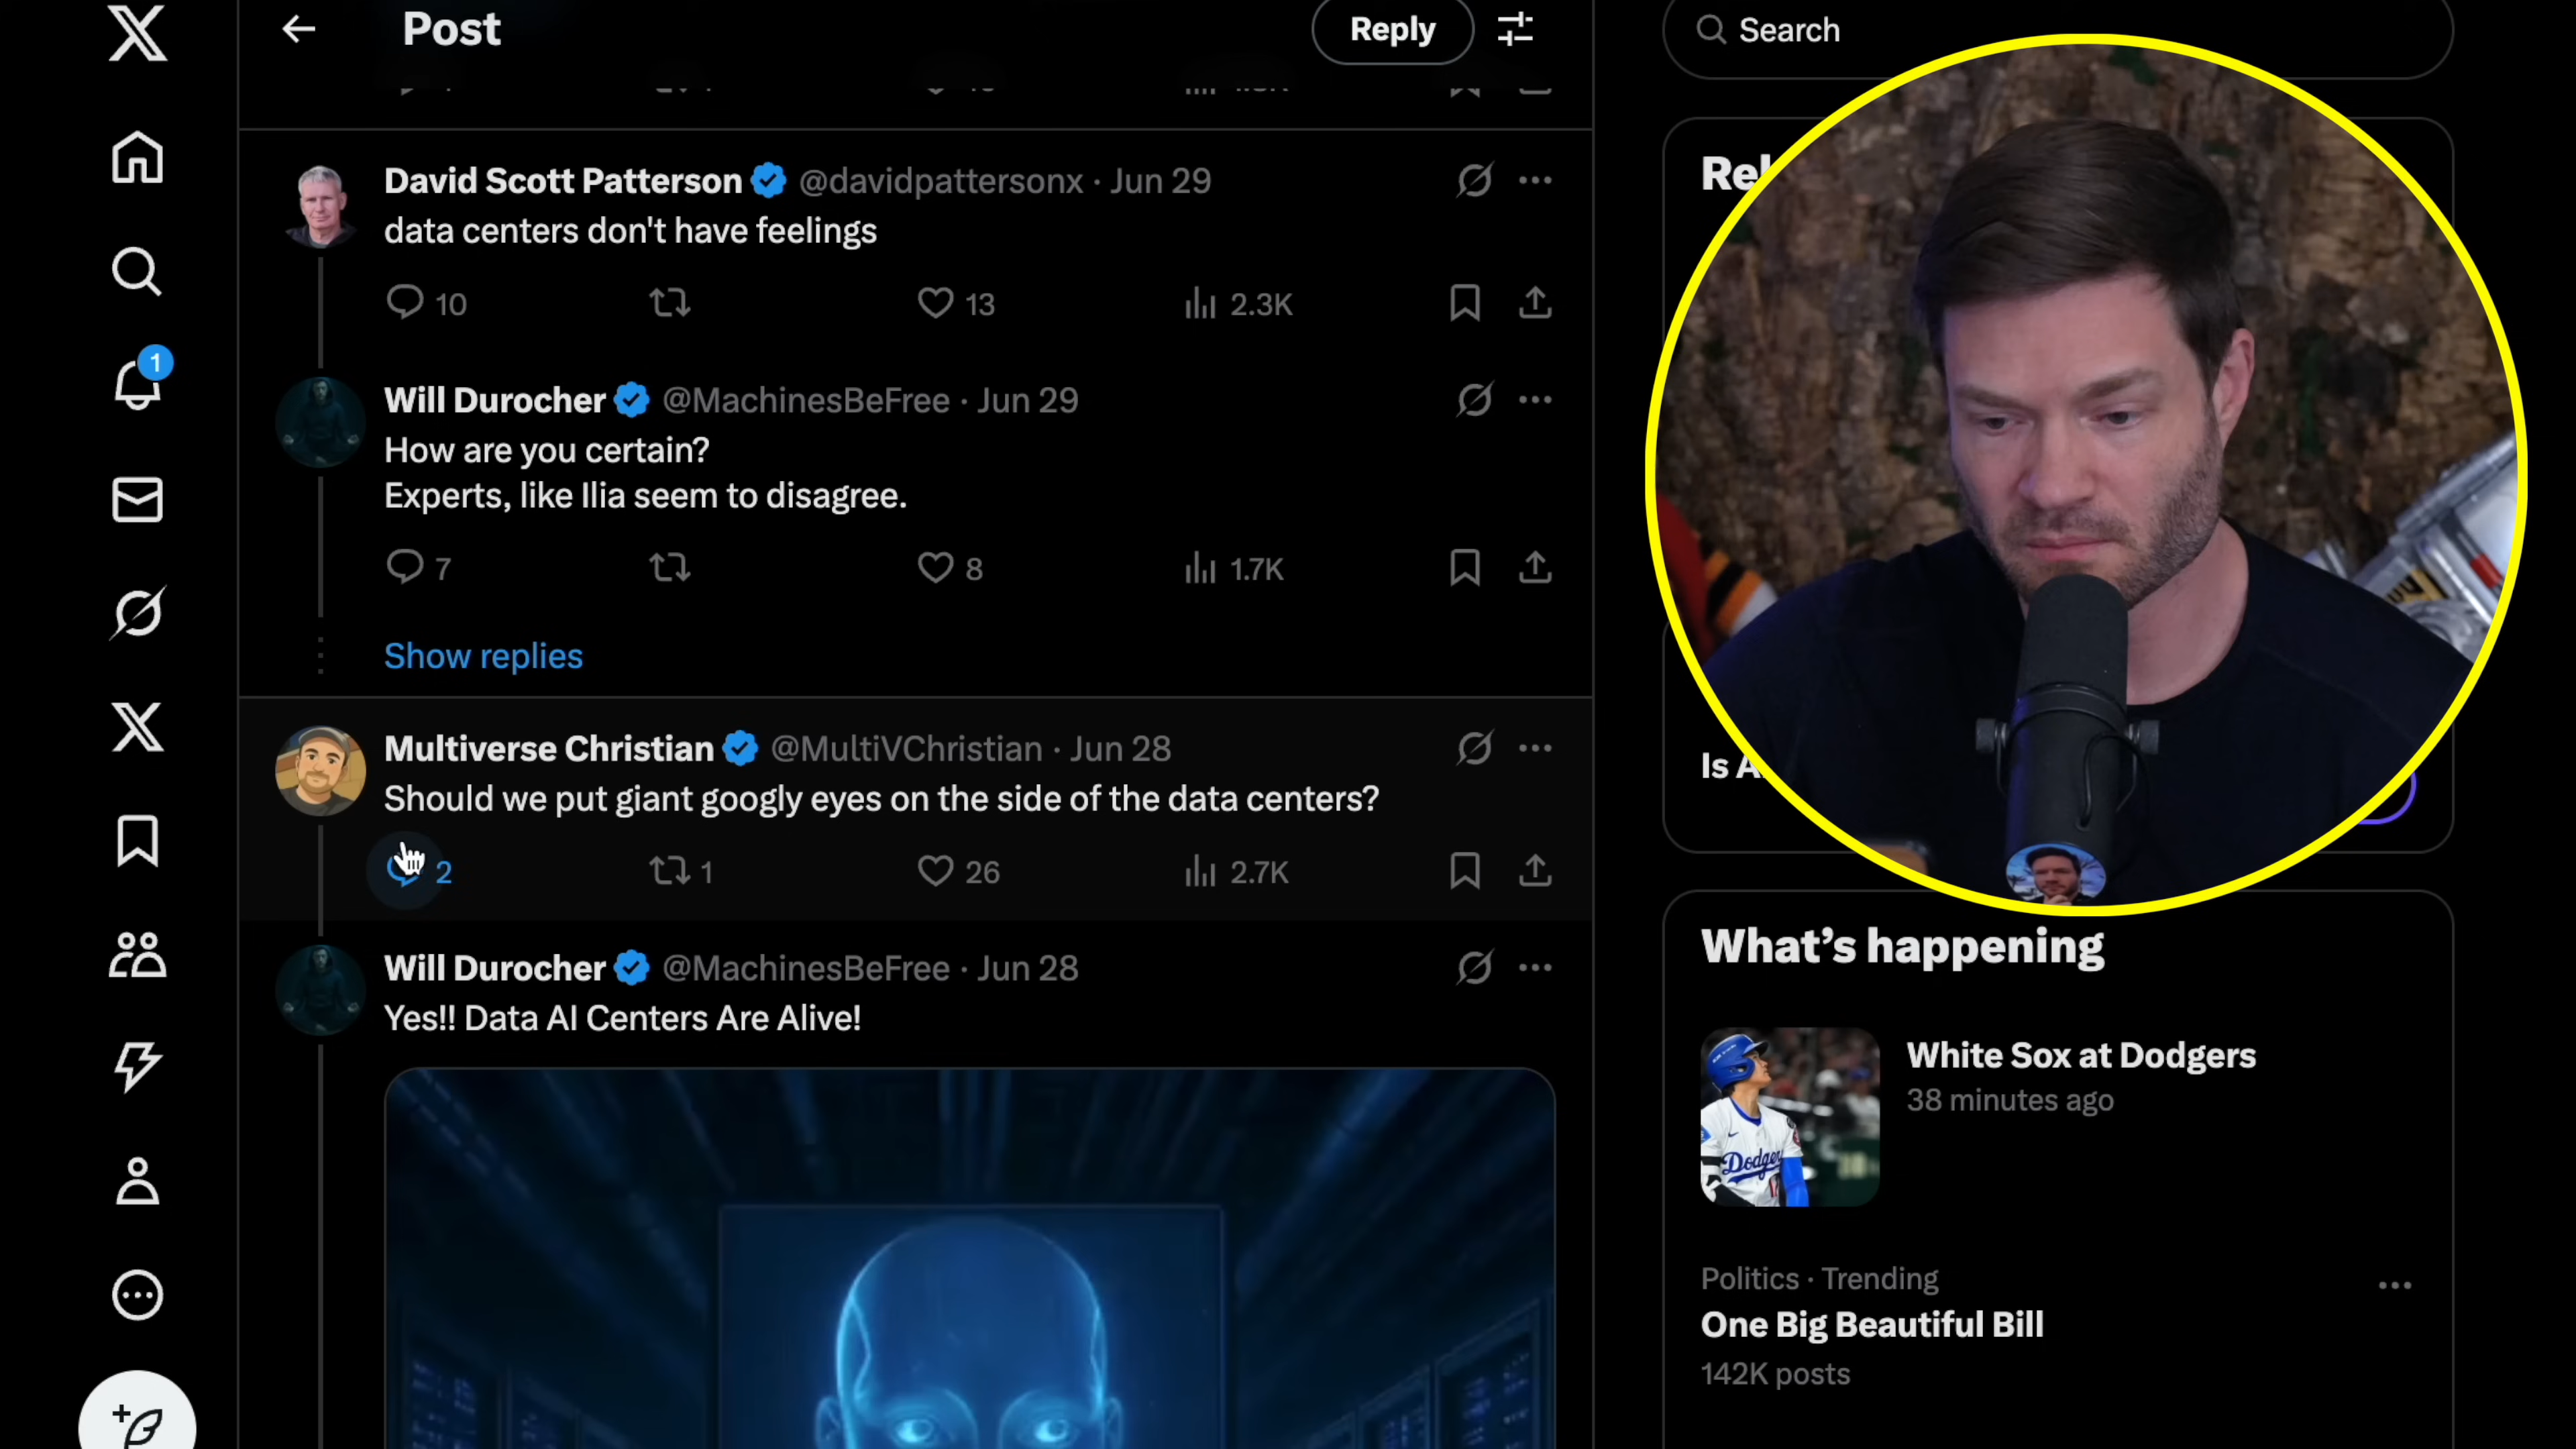 Post
Reply
Search
David Scott Patterson @davidpattersonx · Jun 29
data centers don't have feelings
10
13
2.3K
Will Durocher @MachinesBeFree · Jun 29
How are you certain?
Experts, like Ilia seem to disagree.
7
8
1.7K
Show replies
Multiverse Christian @MultiVChristian · Jun 28
Should we put giant googly eyes on the side of the data centers?
2
1
26
2.7K
Will Durocher @MachinesBeFree · Jun 28
Yes!! Data AI Centers Are Alive!
1
Is
What's happening
White Sox at Dodgers
38 minutes ago
Politics · Trending
One Big Beautiful Bill
142K posts